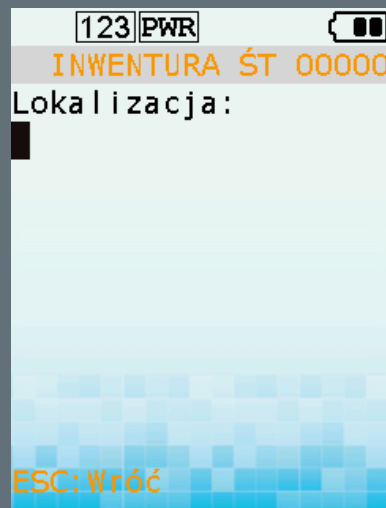 123 PWR
INWENTURA ŚT 00000
Lokalizacja:
ESC:Wróć